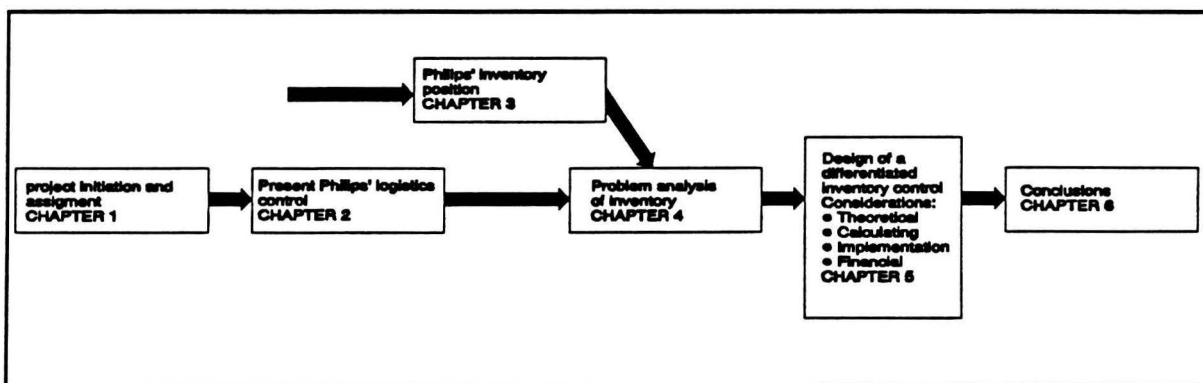 Philips' inventory
position
CHAPTER 3
project initiation and
assigment
CHAPTER 1
Present Philips' logistics
control
CHAPTER 2
Problem analysis
of inventory
CHAPTER 4
Design of a
differentiated
inventory control
Considerations:
● Theoretical
● Calculating
● Implementation
● Financial
CHAPTER 5
Conclusions
CHAPTER 6